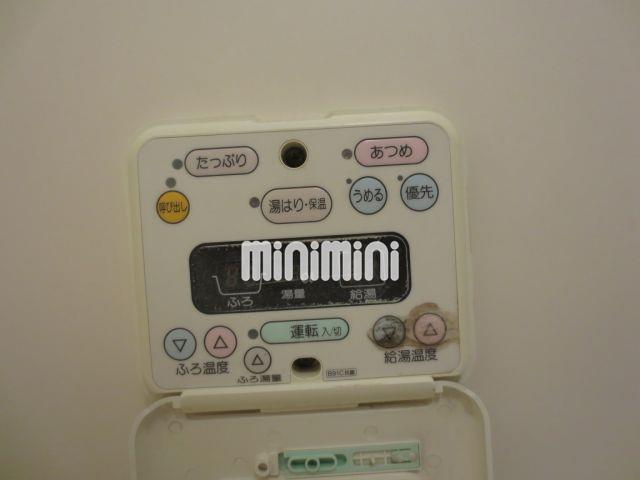 たっぷり
あつめ
呼び出し
湯はり・保温
うめる
優先
minimini
ふろ
湯量
給湯
運転 入/切
ふろ温度
給湯温度
ふろ湯量